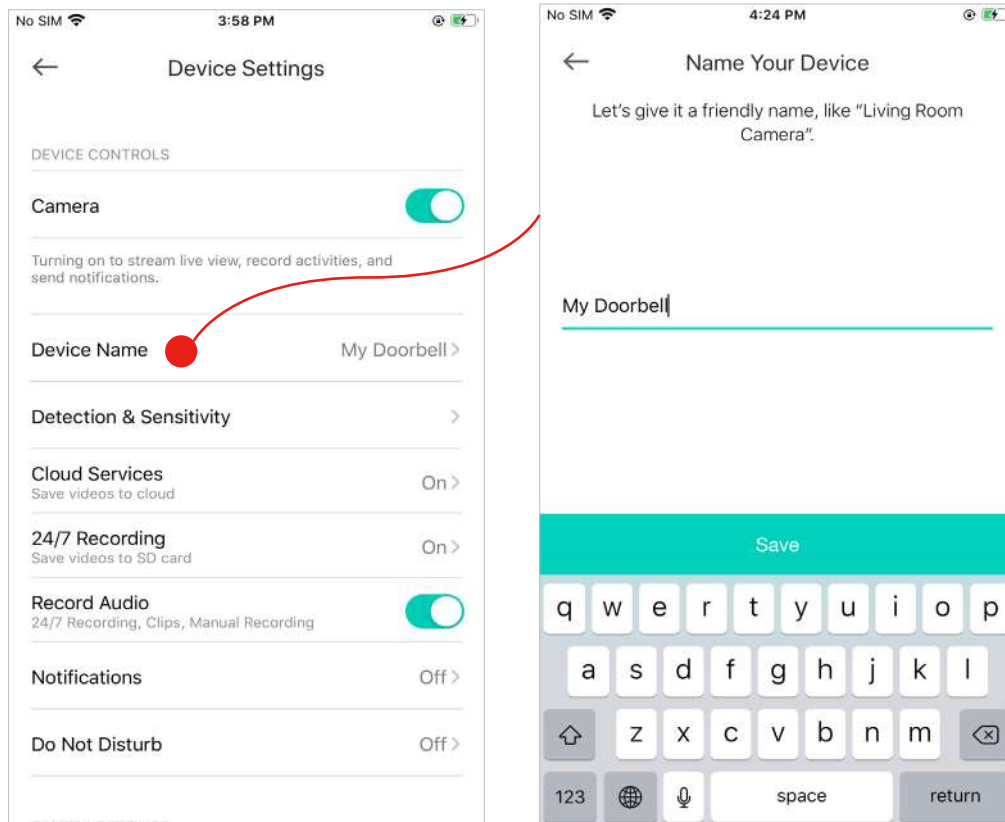 No SIM 3:58 PM
Device Settings
DEVICE CONTROLS
Camera
Turning on to stream live view, record activities, and
send notifications.
Device Name My Doorbell >
Detection & Sensitivity >
Cloud Services On >
Save videos to cloud
24/7 Recording On >
Save videos to SD card
Record Audio
24/7 Recording, Clips, Manual Recording
Notifications Off >
Do Not Disturb Off >
No SIM 4:24 PM
Name Your Device
Let's give it a friendly name, like “Living Room
Camera”.
My Doorbell
Save
q w e r t y u i o p
a s d f g h j k l
z x c v b n m
123 space return